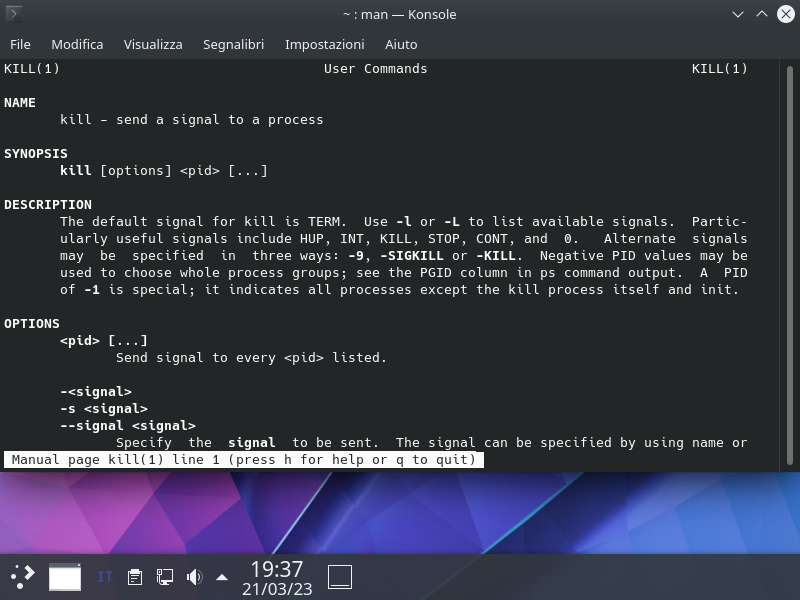 ~ : man — Konsole
File Modifica Visualizza Segnalibri Impostazioni Aiuto
KILL(1) User Commands KILL(1)
NAME
kill - send a signal to a process
SYNOPSIS
kill [options] <pid> [...]
DESCRIPTION
The default signal for kill is TERM. Use -l or -L to list available signals. Partic-
ularly useful signals include HUP, INT, KILL, STOP, CONT, and 0. Alternate signals
may be specified in three ways: -9, -SIGKILL or -KILL. Negative PID values may be
used to choose whole process groups; see the PGID column in ps command output. A PID
of -1 is special; it indicates all processes except the kill process itself and init.
OPTIONS
<pid> [...]
Send signal to every <pid> listed.
-<signal>
-s <signal>
--signal <signal>
Specify the signal to be sent. The signal can be specified by using name or
Manual page kill(1) line 1 (press h for help or q to quit)
IT
19:37
21/03/23